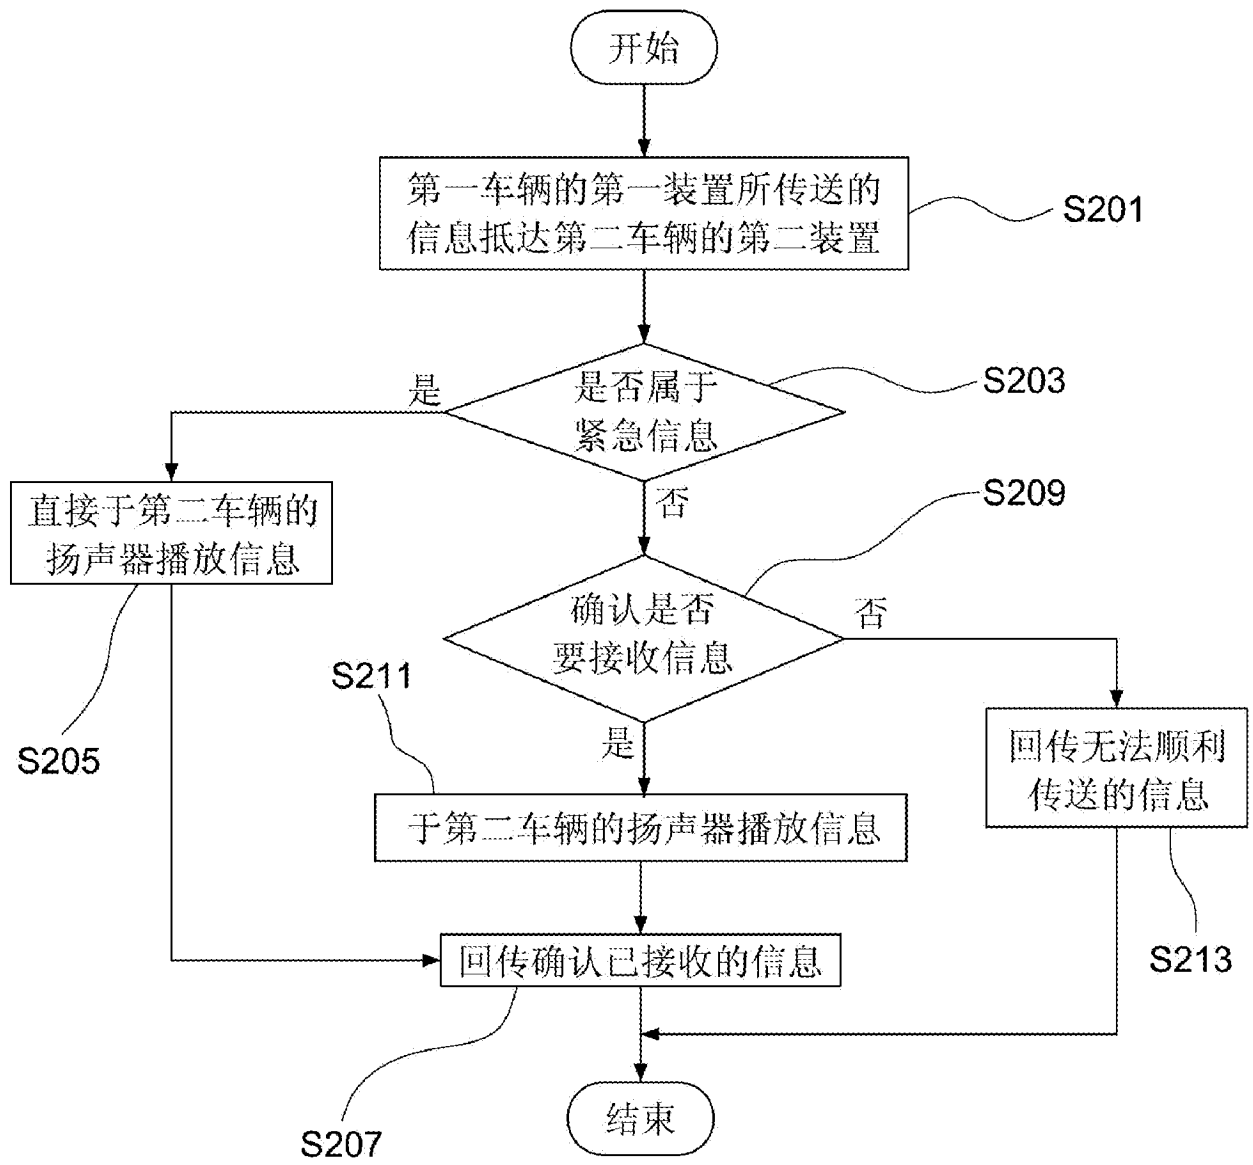 开始
第一车辆的第一装置所传送的
信息抵达第二车辆的第二装置
S201
是否属于
紧急信息
S203
是
否
直接于第二车辆的
扬声器播放信息
S205
确认是否
要接收信息
S209
否
是
S211
于第二车辆的扬声器播放信息
回传无法顺利
传送的信息
S213
回传确认已接收的信息
S207
结束